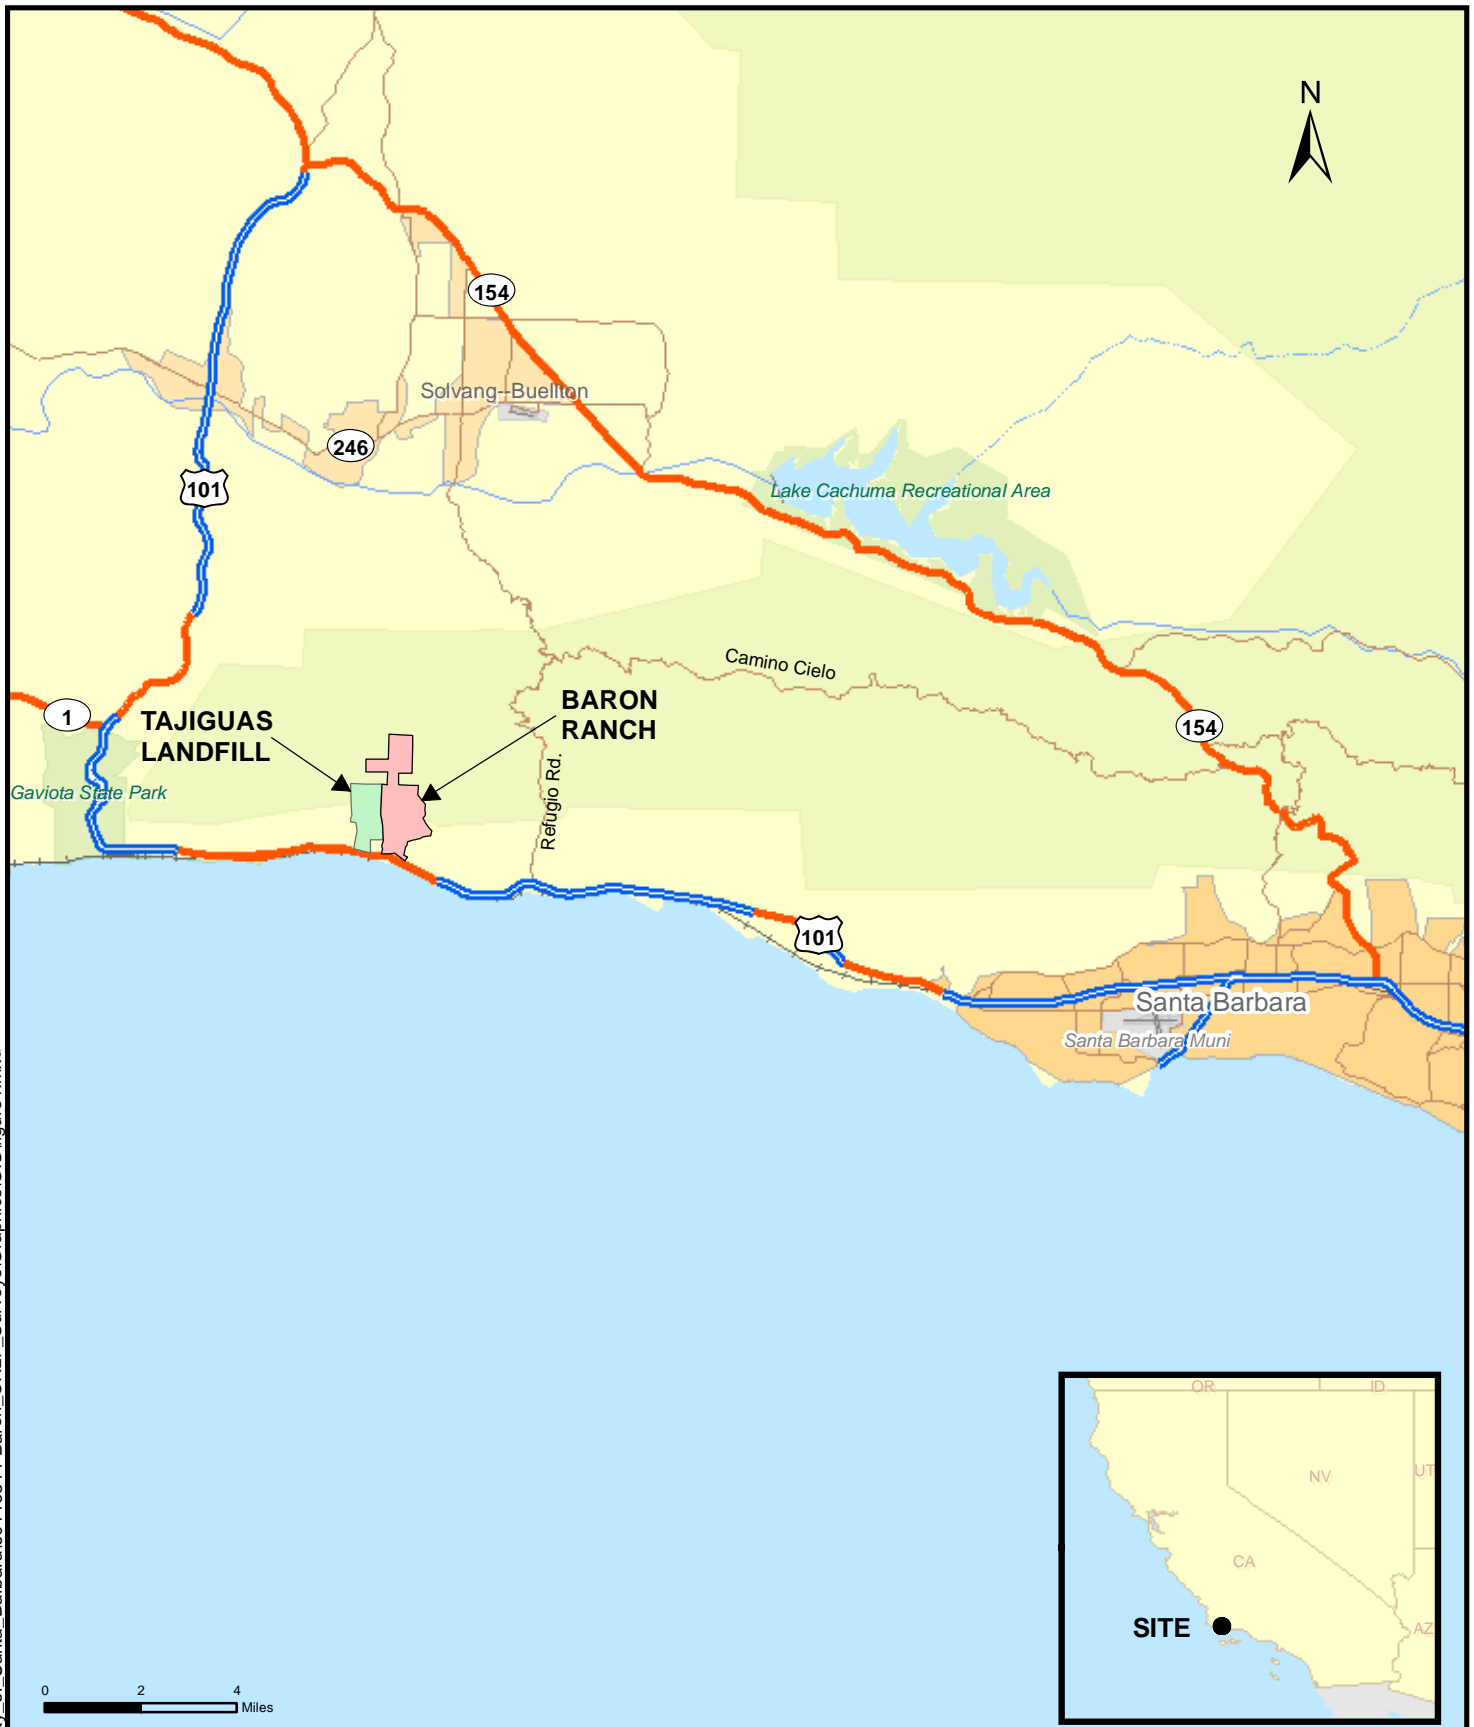 N
154
Solvang--Buellton
246
101
Lake Cachuma Recreational Area
Camino Cielo
BARON
RANCH
1
TAJIGUAS
LANDFILL
154
Refugio Rd.
Gaviota State Park
101
Santa Barbara
Santa Barbara Muni
OR
ID
NV
UT
CA
SITE
AZ
0
2
4
Miles